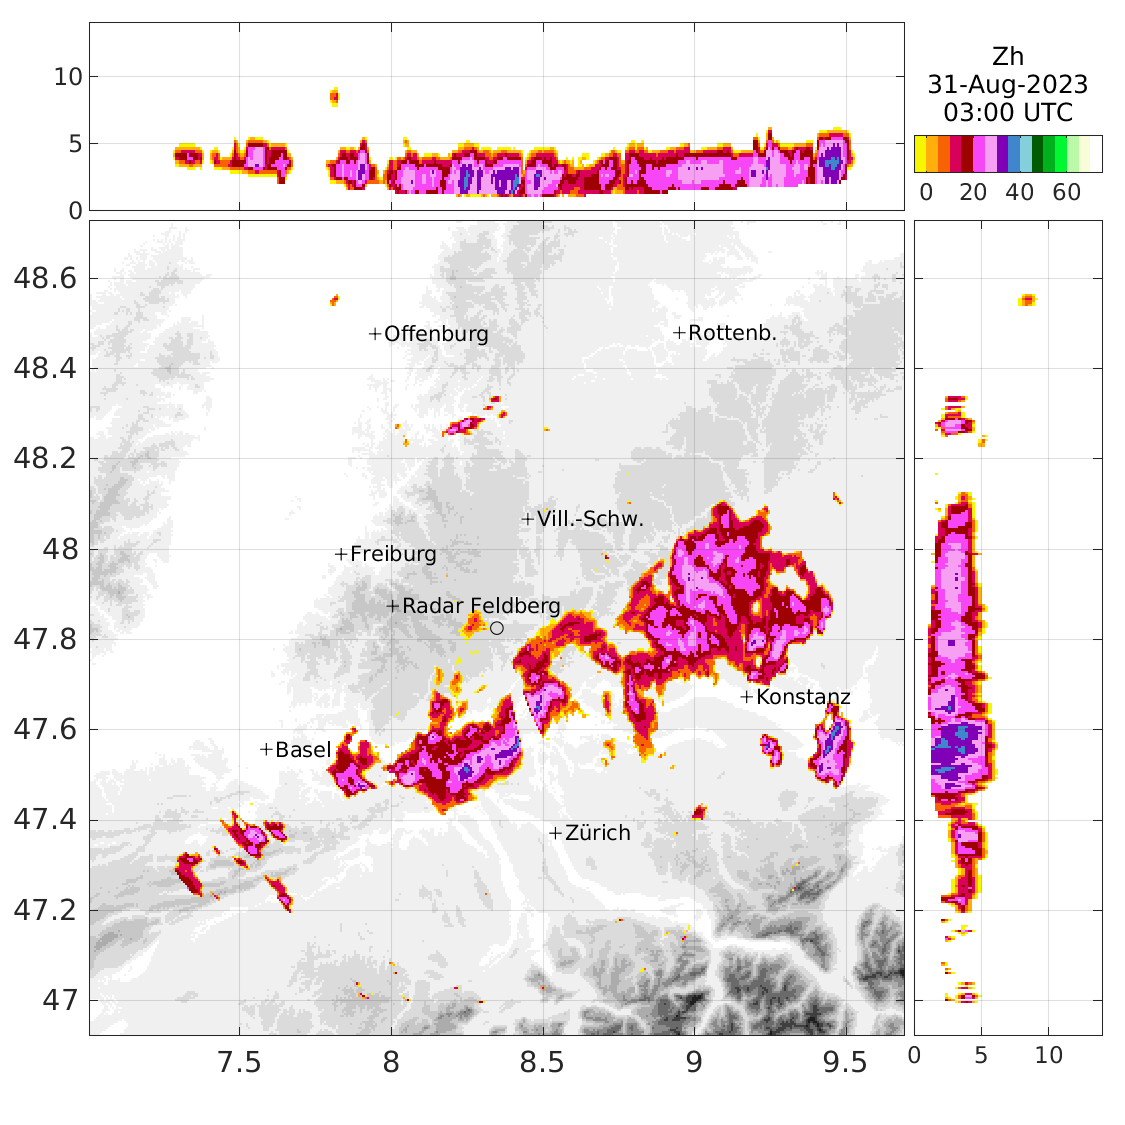 Zh
31-Aug-2023
03:00 UTC
0 20 40 60
10
5
0
48.6
48.4
48.2
48
47.8
47.6
47.4
47.2
47
Offenburg
Rottenb.
Vill.-Schw.
Freiburg
Radar Feldberg
Konstanz
Basel
Zürich
7.5 8 8.5 9 9.5
0 5 10